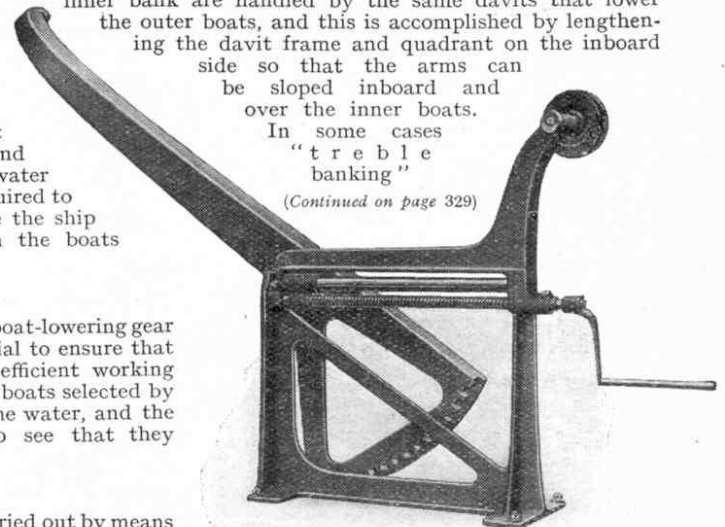 inner bank are handled by the same davits that lower
the outer boats, and this is accomplished by lengthen-
ing the davit frame and quadrant on the inboard
side so that the arms can
be sloped inboard and
over the inner boats.
In some cases
“treble
banking”
(Continued on page 329)
water
uired to
the ship
the boats
boat-lowering gear
ial to ensure that
efficient working
boats selected by
ne water, and the
see that they
ried out by means